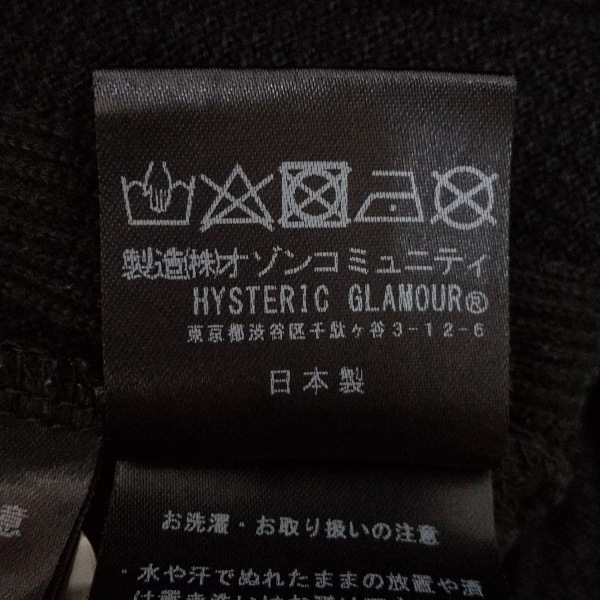 製造(株)オゾンコミュニティ
HYSTERIC GLAMOUR®
東京都渋谷区千駄ヶ谷3-12-6
日本製
意
お洗濯・お取り扱いの注意
・水や汗でぬれたままの放置や浸